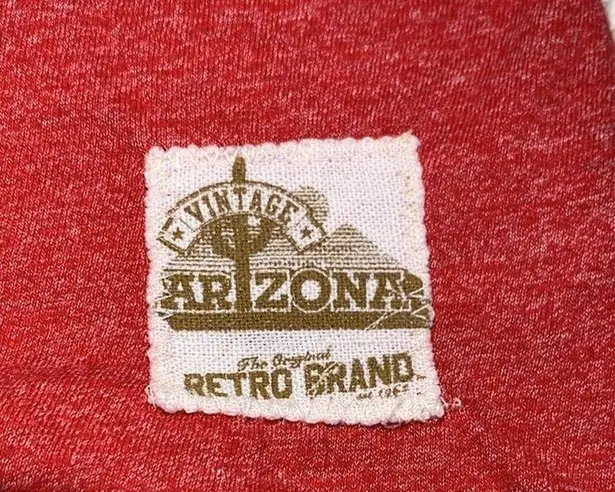 VINTAGE
ARIZONA
The Original
RETRO BRAND